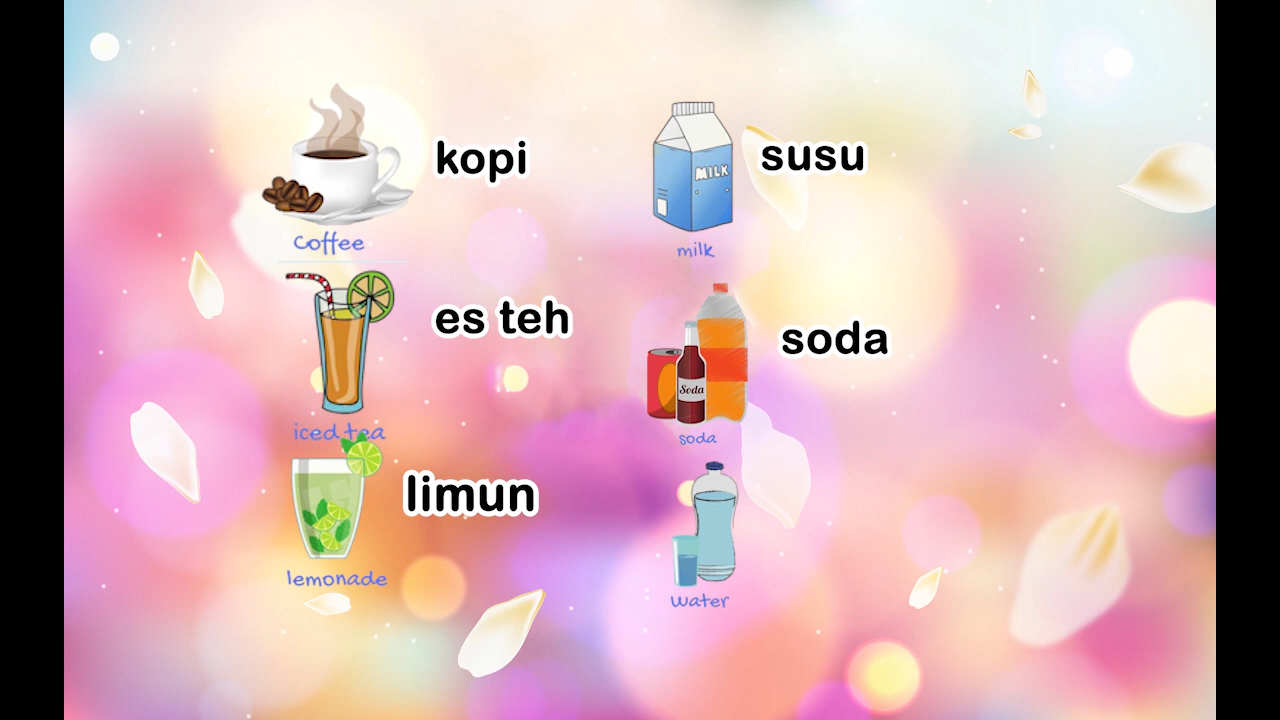 kopi
Coffee
susu
MILK
milk
es teh
iced tea
soda
Soda
soda
limun
lemonade
water